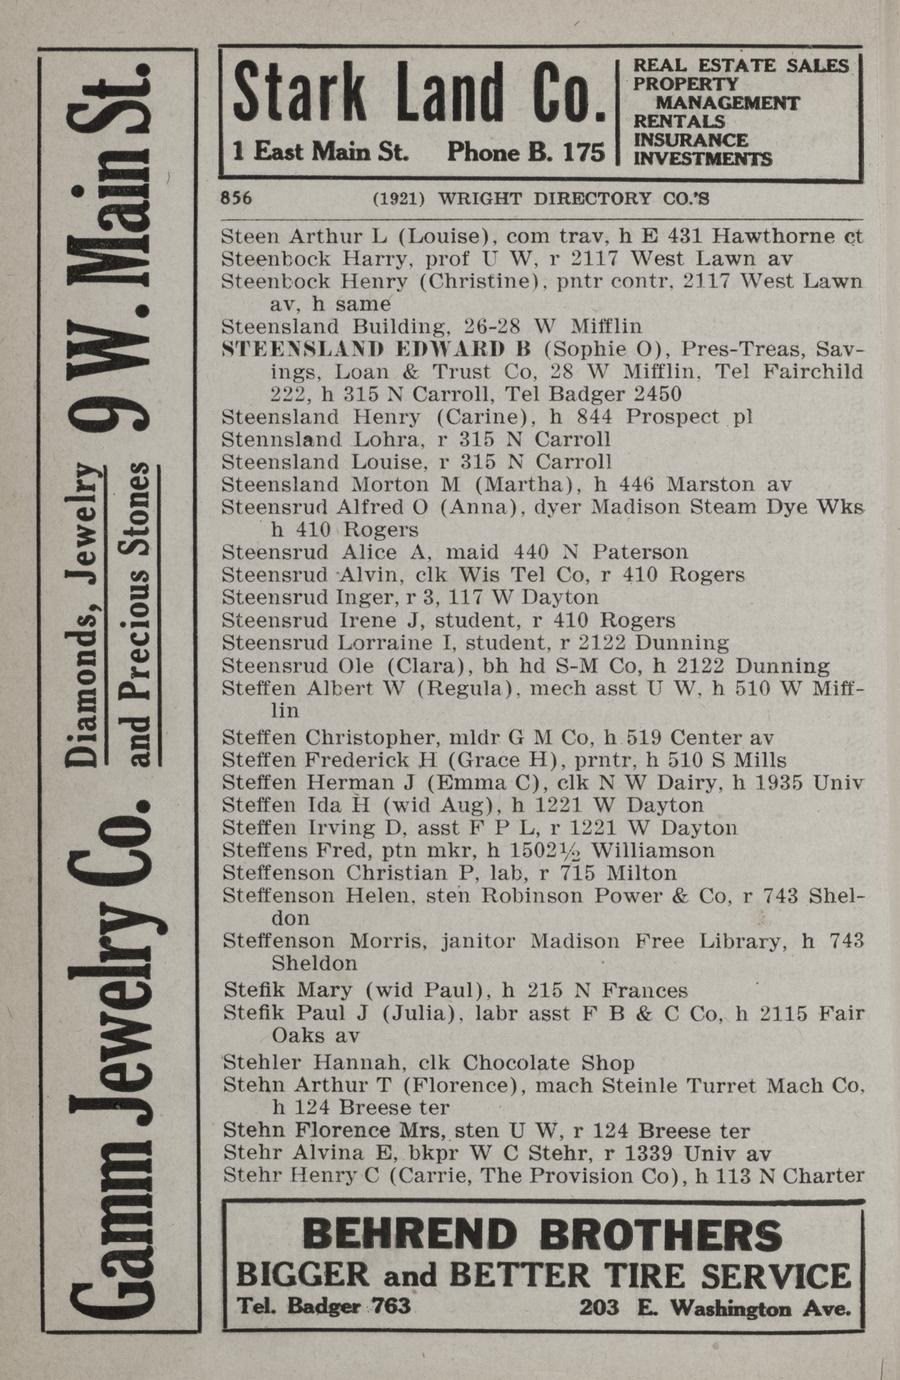 Stark Land Co.
1 East Main St. Phone B. 175
REAL ESTATE SALES
PROPERTY
MANAGEMENT
RENTALS
INSURANCE
INVESTMENTS
856 (1921) WRIGHT DIRECTORY CO.'S
Steen Arthur L (Louise), com trav, h E 431 Hawthorne ct
Steenbock Harry, prof U W, r 2117 West Lawn av
Steenbock Henry (Christine), pntr contr, 2117 West Lawn
av, h same
Steensland Building, 26-28 W Mifflin
STEENSLAND EDWARD B (Sophie O), Pres-Treas, Sav-
ings, Loan & Trust Co, 28 W Mifflin, Tel Fairchild
222, h 315 N Carroll, Tel Badger 2450
Steensland Henry (Carine), h 844 Prospect pl
Stennsland Lohra, r 315 N Carroll
Steensland Louise, r 315 N Carroll
Steensland Morton M (Martha), h 446 Marston av
Steensrud Alfred O (Anna), dyer Madison Steam Dye Wks
h 410 Rogers
Steensrud Alice A, maid 440 N Paterson
Steensrud Alvin, clk Wis Tel Co, r 410 Rogers
Steensrud Inger, r 3, 117 W Dayton
Steensrud Irene J, student, r 410 Rogers
Steensrud Lorraine I, student, r 2122 Dunning
Steensrud Ole (Clara), bh hd S-M Co, h 2122 Dunning
Steffen Albert W (Regula), mech asst U W, h 510 W Miff-
lin
Steffen Christopher, mldr G M Co, h 519 Center av
Steffen Frederick H (Grace H), prntr, h 510 S Mills
Steffen Herman J (Emma C), clk N W Dairy, h 1935 Univ
Steffen Ida H (wid Aug), h 1221 W Dayton
Steffen Irving D, asst F P L, r 1221 W Dayton
Steffens Fred, ptn mkr, h 1502½ Williamson
Steffenson Christian P, lab, r 715 Milton
Steffenson Helen, sten Robinson Power & Co, r 743 Shel-
don
Steffenson Morris, janitor Madison Free Library, h 743
Sheldon
Stefik Mary (wid Paul), h 215 N Frances
Stefik Paul J (Julia), labr asst F B & C Co, h 2115 Fair
Oaks av
Stehler Hannah, clk Chocolate Shop
Stehn Arthur T (Florence), mach Steinle Turret Mach Co,
h 124 Breese ter
Stehn Florence Mrs, sten U W, r 124 Breese ter
Stehr Alvina E, bkpr W C Stehr, r 1339 Univ av
Stehr Henry C (Carrie, The Provision Co), h 113 N Charter
BEHREND BROTHERS
BIGGER and BETTER TIRE SERVICE
Tel. Badger 763 203 E. Washington Ave.
Gamm Jewelry Co.
Diamonds, Jewelry
and Precious Stones
9 W. Main St.